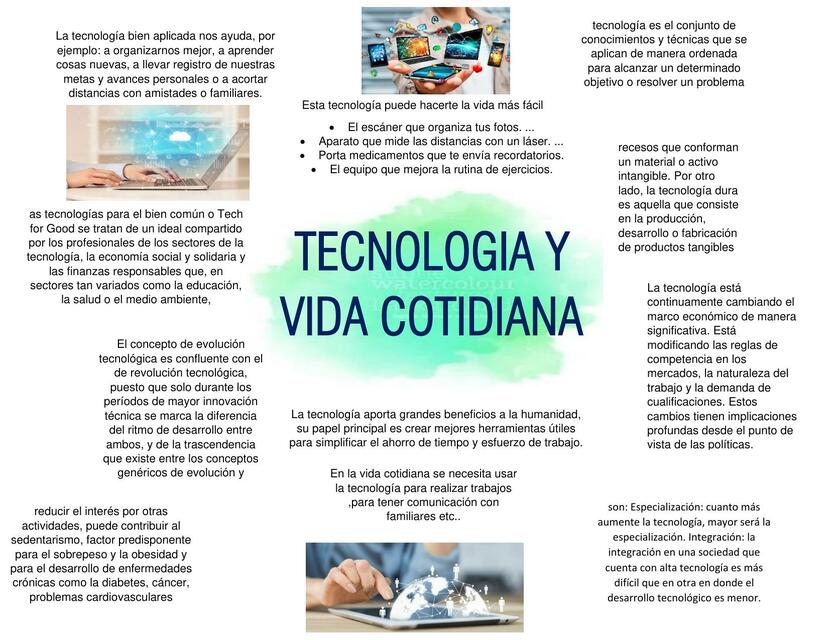 La tecnología bien aplicada nos ayuda, por
ejemplo: a organizarnos mejor, a aprender
cosas nuevas, a llevar registro de nuestras
metas y avances personales o a acortar
distancias con amistades o familiares.
Esta tecnología puede hacerte la vida más fácil
• El escáner que organiza tus fotos. ...
• Aparato que mide las distancias con un láser. ...
• Porta medicamentos que te envía recordatorios.
• El equipo que mejora la rutina de ejercicios.
tecnología es el conjunto de
conocimientos y técnicas que se
aplican de manera ordenada
para alcanzar un determinado
objetivo o resolver un problema
recesos que conforman
un material o activo
intangible. Por otro
lado, la tecnología dura
es aquella que consiste
en la producción,
desarrollo o fabricación
de productos tangibles
as tecnologías para el bien común o Tech
for Good se tratan de un ideal compartido
por los profesionales de los sectores de la
tecnología, la economía social y solidaria y
las finanzas responsables que, en
sectores tan variados como la educación,
la salud o el medio ambiente,
TECNOLOGIA Y
VIDA COTIDIANA
watercolour
La tecnología está
continuamente cambiando el
marco económico de manera
significativa. Está
modificando las reglas de
competencia en los
mercados, la naturaleza del
trabajo y la demanda de
cualificaciones. Estos
cambios tienen implicaciones
profundas desde el punto de
vista de las políticas.
El concepto de evolución
tecnológica es confluente con el
de revolución tecnológica,
puesto que solo durante los
períodos de mayor innovación
técnica se marca la diferencia
del ritmo de desarrollo entre
ambos, y de la trascendencia
que existe entre los conceptos
genéricos de evolución y
La tecnología aporta grandes beneficios a la humanidad,
su papel principal es crear mejores herramientas útiles
para simplificar el ahorro de tiempo y esfuerzo de trabajo.
En la vida cotidiana se necesita usar
la tecnología para realizar trabajos
,para tener comunicación con
familiares etc..
reducir el interés por otras
actividades, puede contribuir al
sedentarismo, factor predisponente
para el sobrepeso y la obesidad y
para el desarrollo de enfermedades
crónicas como la diabetes, cáncer,
problemas cardiovasculares
son: Especialización: cuanto más
aumente la tecnología, mayor será la
especialización. Integración: la
integración en una sociedad que
cuenta con alta tecnología es más
difícil que en otra en donde el
desarrollo tecnológico es menor.